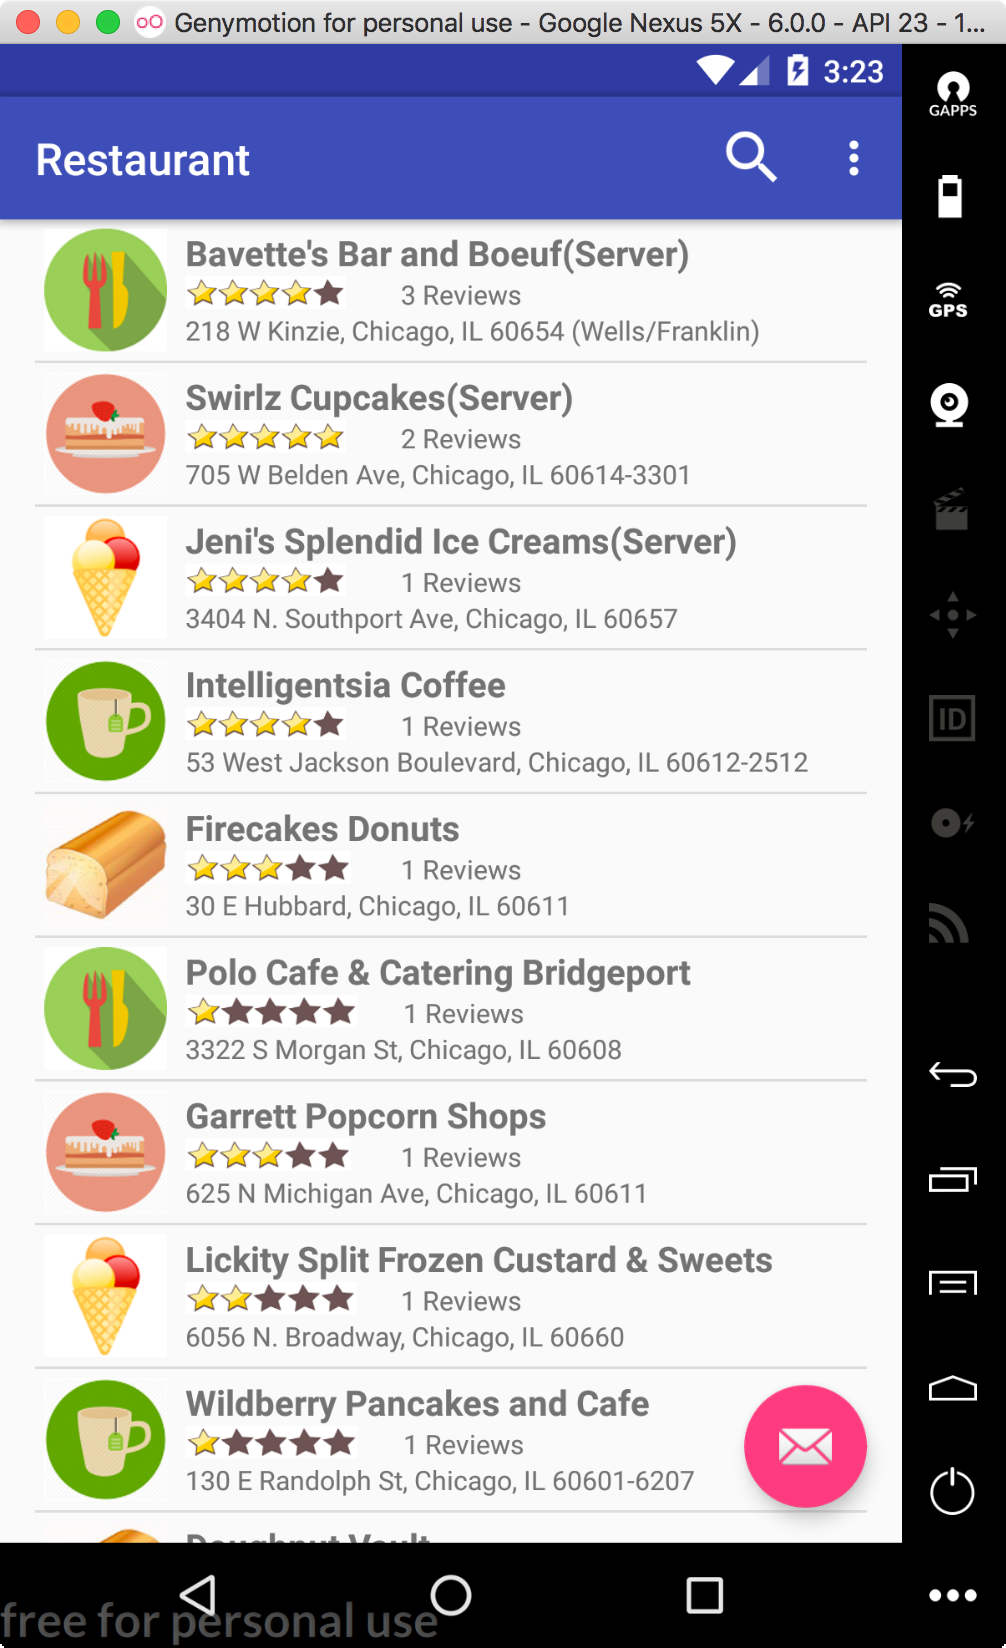 Genymotion for personal use - Google Nexus 5X - 6.0.0 - API 23 - 1...
3:23
GAPPS
Restaurant
GPS
Bavette's Bar and Boeuf(Server)
3 Reviews
218 W Kinzie, Chicago, IL 60654 (Wells/Franklin)
Swirlz Cupcakes(Server)
2 Reviews
705 W Belden Ave, Chicago, IL 60614-3301
Jeni's Splendid Ice Creams(Server)
1 Reviews
3404 N. Southport Ave, Chicago, IL 60657
Intelligentsia Coffee
1 Reviews
53 West Jackson Boulevard, Chicago, IL 60612-2512
ID
Firecakes Donuts
1 Reviews
30 E Hubbard, Chicago, IL 60611
Polo Cafe & Catering Bridgeport
1 Reviews
3322 S Morgan St, Chicago, IL 60608
Garrett Popcorn Shops
1 Reviews
625 N Michigan Ave, Chicago, IL 60611
Lickity Split Frozen Custard & Sweets
1 Reviews
6056 N. Broadway, Chicago, IL 60660
Wildberry Pancakes and Cafe
1 Reviews
130 E Randolph St, Chicago, IL 60601-6207
Doughnut Vault
free for personal use